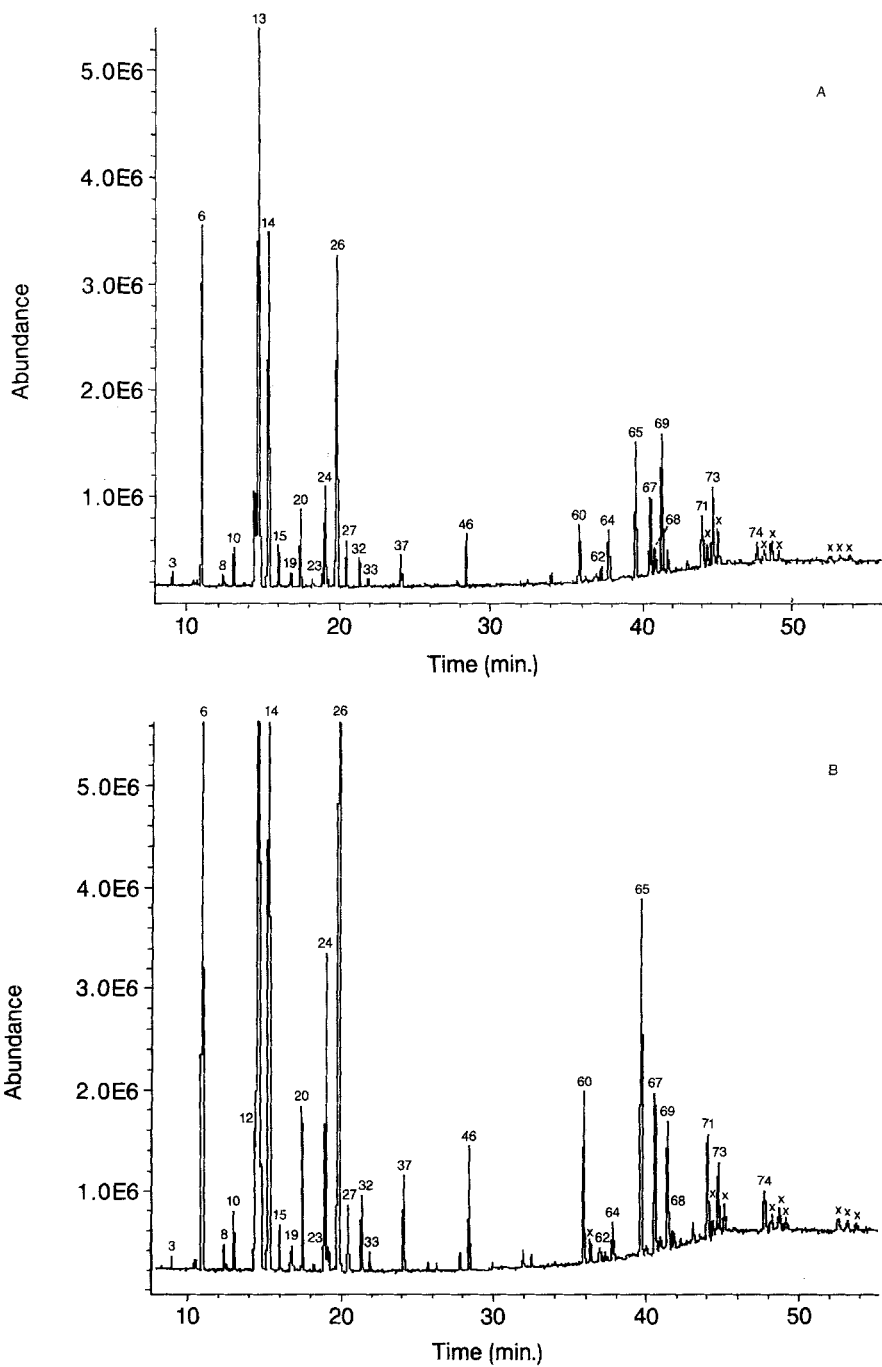 13
5.0E6
A
4.0E6
6
14
26
3.0E6
Abundance
2.0E6
65
69
24
67
73
1.0E6
20
46
60
64
68
71
x
3
8
10
15
19
23
27
32
33
37
62
74
x
x
x
x x x
10
20
30
40
50
Time (min.)
6
14
26
5.0E6
B
4.0E6
65
24
3.0E6
Abundance
2.0E6
60
67
20
12
69
46
71
37
73
1.0E6
10
32
27
74
3
8
15
19
23
33
x
62
64
68
x
x
x
x
x
x x x
10
20
30
40
50
Time (min.)